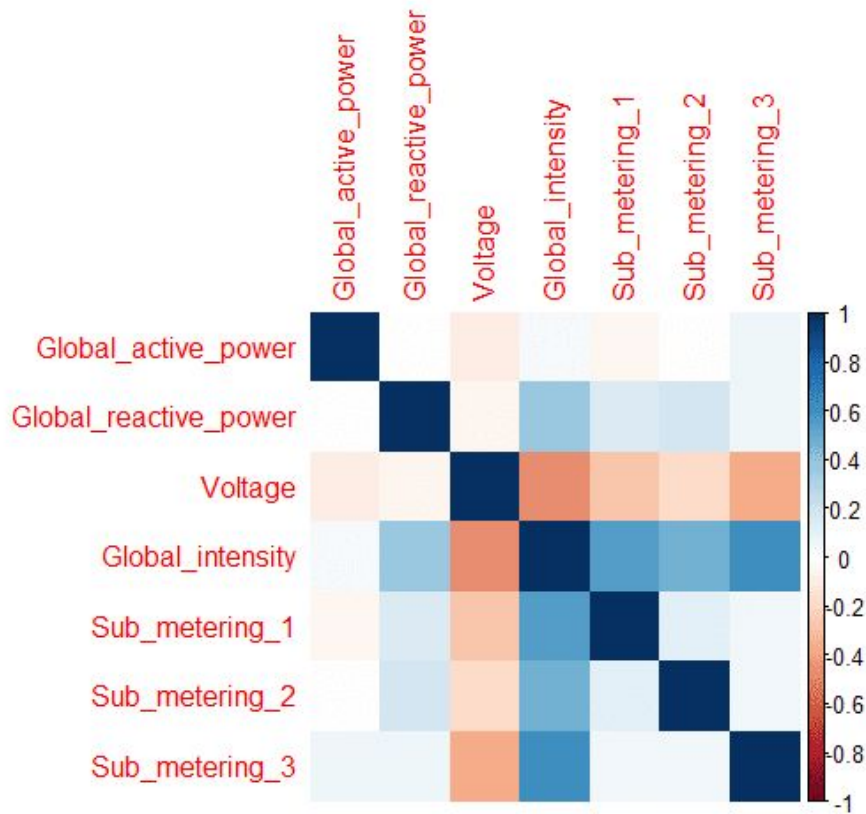 Global_active_power
Global_reactive_power
Voltage
Global_intensity
Sub_metering_1
Sub_metering_2
Sub_metering_3
Global_active_power
Global_reactive_power
Voltage
Global_intensity
Sub_metering_1
Sub_metering_2
Sub_metering_3
1
0.8
0.6
0.4
0.2
0
-0.2
-0.4
-0.6
-0.8
-1